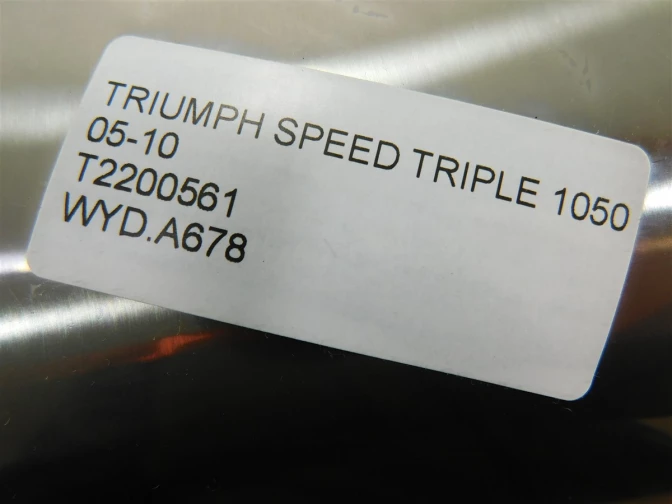 TRIUMPH SPEED TRIPLE 1050
05-10
T2200561
WYD.A678